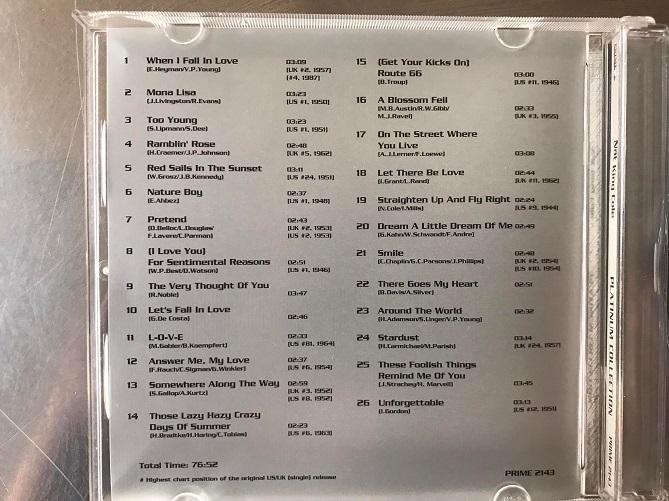 1 When I Fall In Love 03:09
(E.Heyman/V.P.Young) (UK #2, 1957)
(#4, 1987)
2 Mona Lisa 03:23
(J.Livingston/R.Evans) (US #1, 1950)
3 Too Young 03:23
(S.Lipmann/S.Dee) (US #1, 1951)
4 Ramblin' Rose 02:48
(H.Craemer/J.P.Johnson) (UK #5, 1962)
5 Red Sails In The Sunset 03:11
(W.Grosz/J.B.Kennedy) (US #24, 1951)
6 Nature Boy 02:37
(E.Ahbez) (US #1, 1948)
7 Pretend 02:43
(D.Belloc/L.Douglas/ (UK #2, 1953)
F.Lavere/C.Parman) (US #2, 1953)
8 (I Love You)
For Sentimental Reasons 02:51
(W.P.Best/D.Watson) (US #1, 1946)
9 The Very Thought Of You
(R.Noble) 03:47
10 Let's Fall In Love
(G.De Costa) 02:46
11 L-O-V-E 02:33
(M.Gabler/B.Kaempfert) (US #81, 1964)
12 Answer Me, My Love 02:37
(F.Rauch/C.Sigman/G.Winkler) (US #6, 1954)
13 Somewhere Along The Way 02:59
(S.Gallop/A.Kurtz) (UK #3, 1952)
(US #8, 1952)
14 Those Lazy Hazy Crazy
Days Of Summer 02:23
(H.Bradtke/H.Haring/C.Tobias) (US #6, 1963)
Total Time: 76:52
# Highest chart position of the original US/UK (single) release
15 (Get Your Kicks On)
Route 66 03:00
(B.Troup) (US #11, 1946)
16 A Blossom Fell
(M.B.Austin/R.W.Gibb/ 02:33
M.J.Ravel) (UK #3, 1955)
17 On The Street Where
You Live
(A.J.Lerner/F.Loewe) 03:08
18 Let There Be Love 02:44
(I.Grant/L.Rand) (UK #11, 1962)
19 Straighten Up And Fly Right 02:24
(N.Cole/I.Mills) (US #9, 1944)
20 Dream A Little Dream Of Me 02:49
(G.Kahn/W.Schwandt/F.Andre)
21 Smile 02:48
(C.Chaplin/G.C.Parsons/J.Phillips) (UK #2, 1954)
(US #10, 1954)
22 There Goes My Heart 02:51
(B.Davis/A.Silver)
23 Around The World 02:32
(H.Adamson/S.Unger/V.P.Young)
24 Stardust 03:14
(H.Carmichael/M.Parish) (UK #24, 1957)
25 These Foolish Things
Remind Me Of You
(J.Strachey/H. Marvell) 03:45
26 Unforgettable 03:13
(I.Gordon) (US #12, 1951)
PRIME 2143
Nat King Cole PLATINUM COLLECTION PRIME 2143